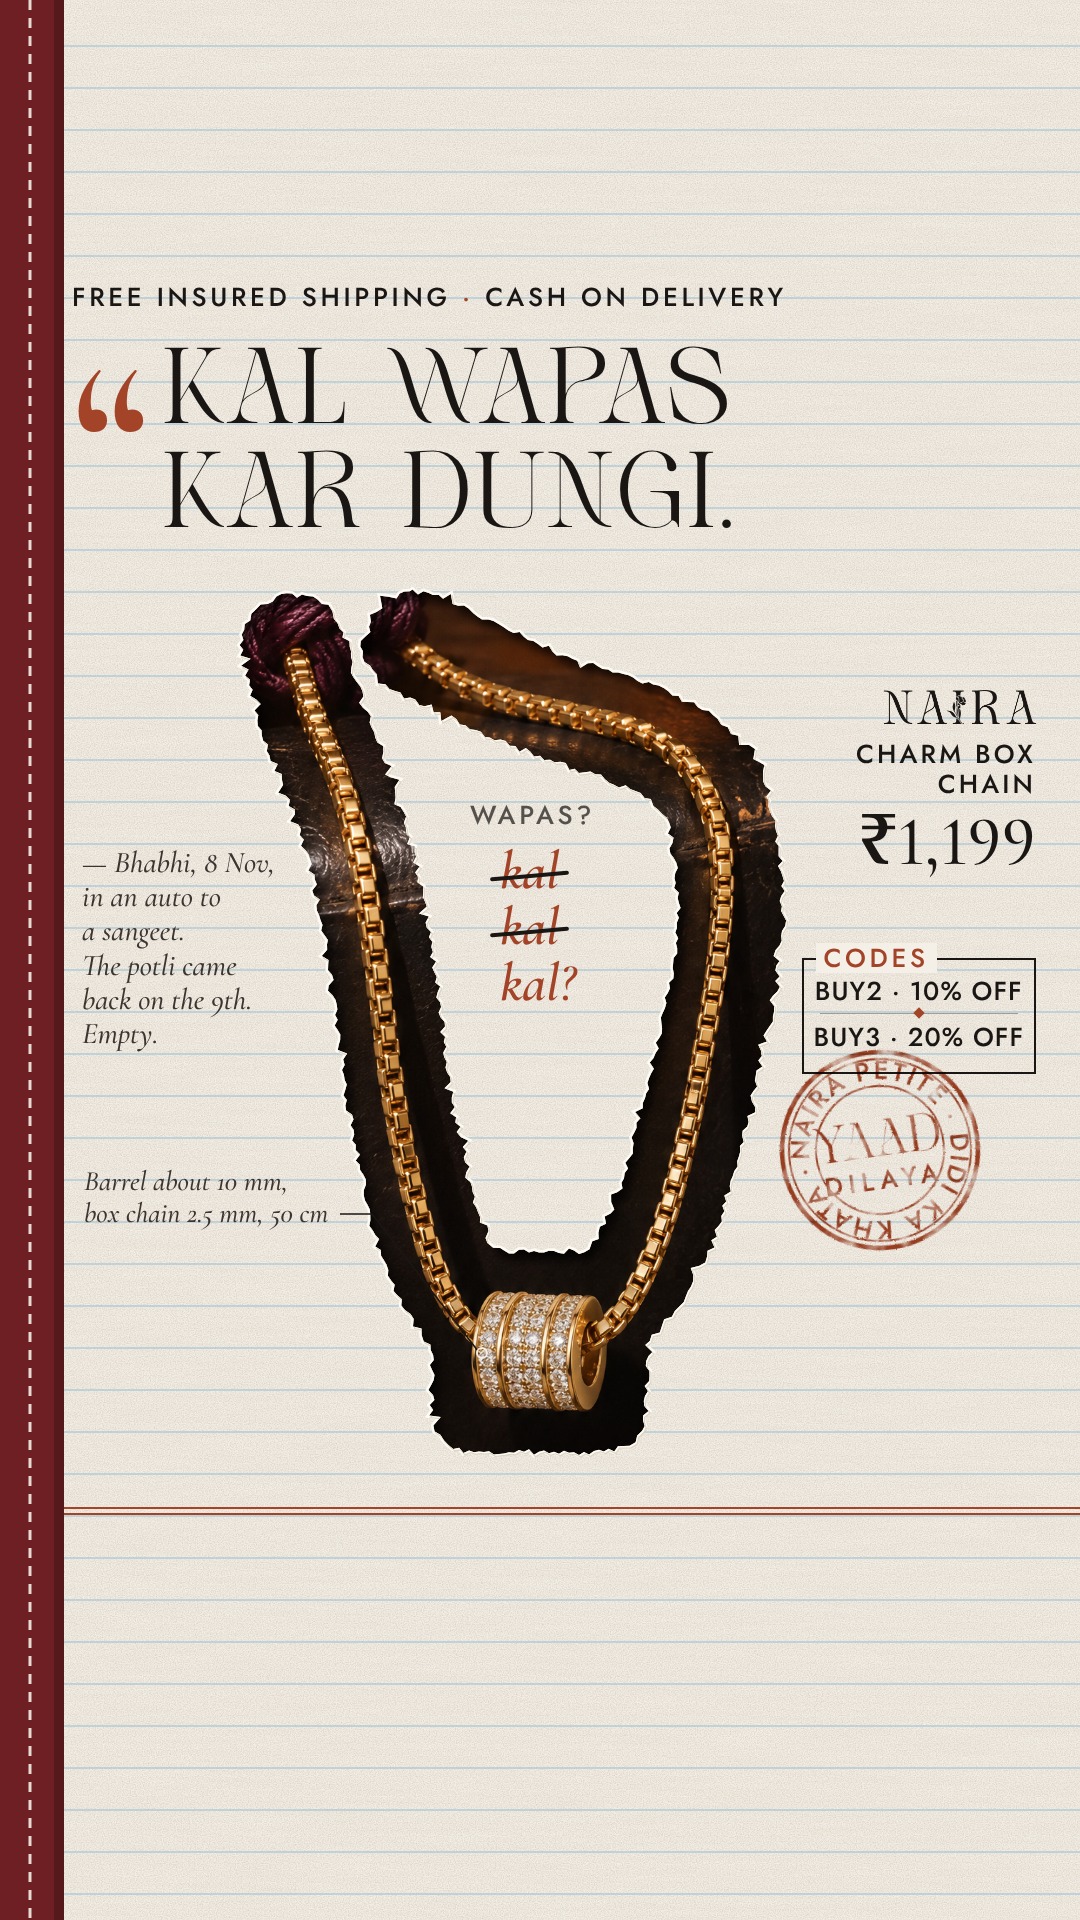 FREE INSURED SHIPPING · CASH ON DELIVERY
“KAL WAPAS
KAR DUNGI.
NAIRA
CHARM BOX
CHAIN
₹1,199
WAPAS?
kal
kal
kal?
— Bhabhi, 8 Nov,
in an auto to
a sangeet.
The potli came
back on the 9th.
Empty.
CODES
BUY2 · 10% OFF
BUY3 · 20% OFF
NAIRA PETITE · DIDI KA KHATA ·
YAAD
DILAYA
Barrel about 10 mm,
box chain 2.5 mm, 50 cm